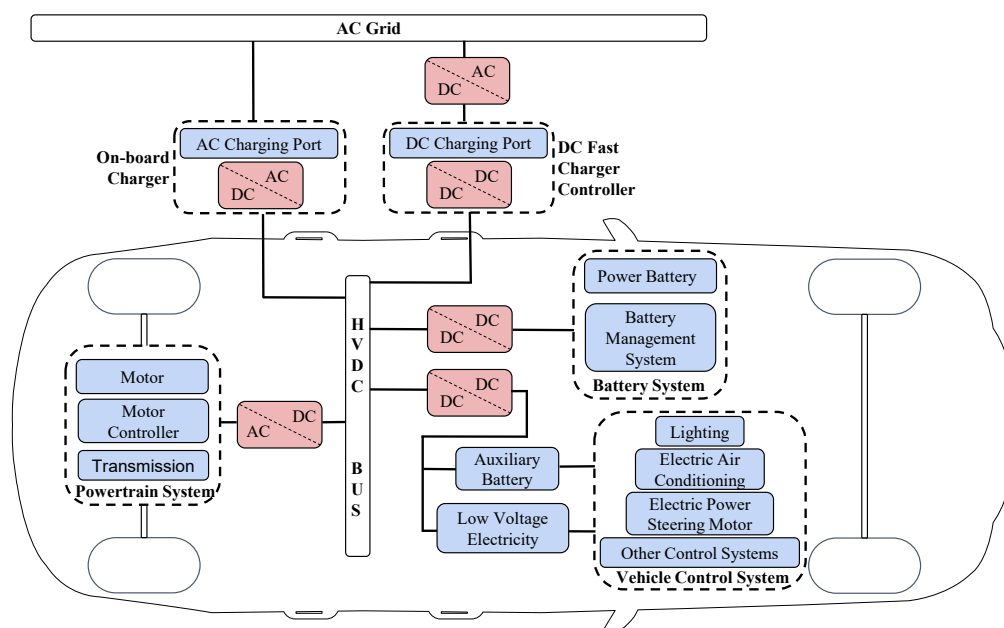 AC Grid
AC
DC
AC Charging Port
DC Charging Port
On-board
Charger
DC Fast
Charger
Controller
AC
DC
DC
DC
Power Battery
Battery
Management
System
Battery System
H
V
D
C
B
U
S
DC
DC
DC
DC
Motor
Motor
Controller
Transmission
Powertrain System
DC
AC
Auxiliary
Battery
Low Voltage
Electricity
Lighting
Electric Air
Conditioning
Electric Power
Steering Motor
Other Control Systems
Vehicle Control System